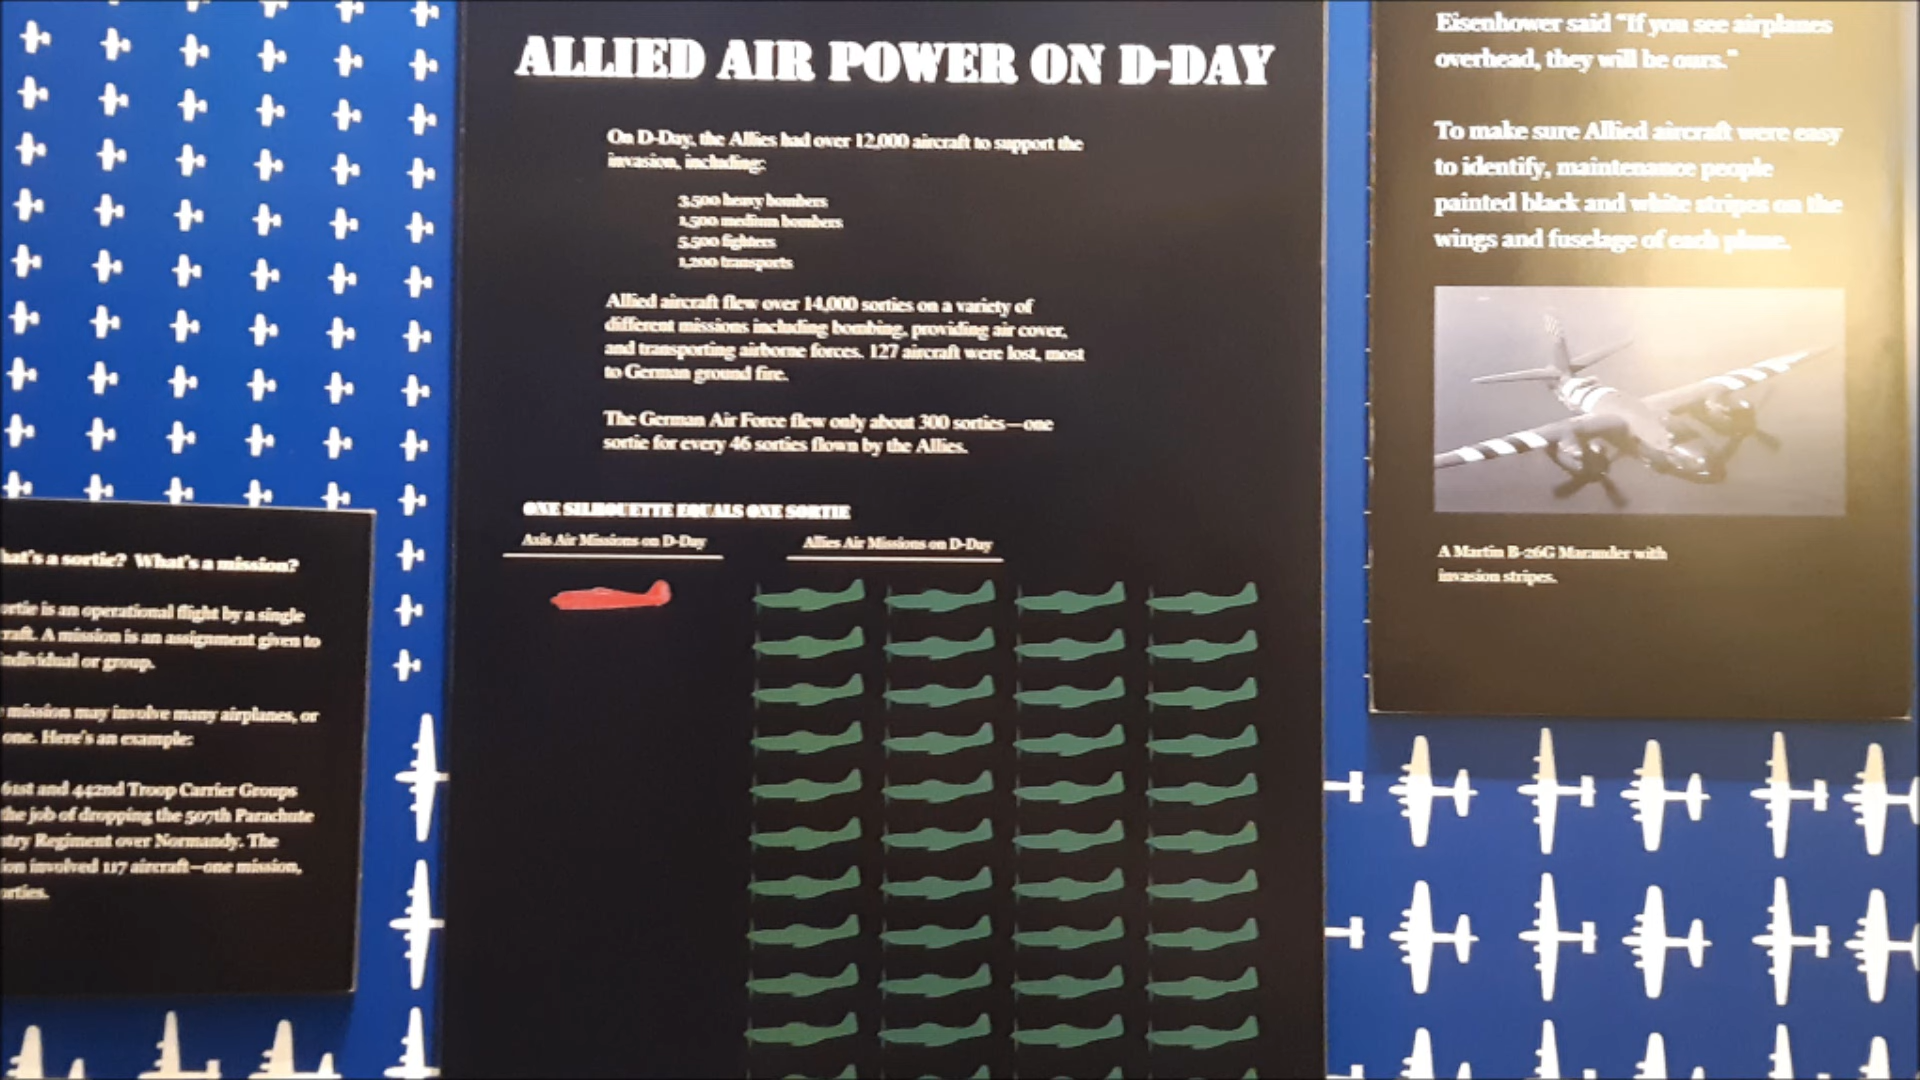 ALLIED AIR POWER ON D-DAY
On D-Day, the Allies had over 12,000 aircraft to support the
invasion, including:
3,500 heavy bombers
1,500 medium bombers
5,500 fighters
1,200 transports
Allied aircraft flew over 14,000 sorties on a variety of
different missions including bombing, providing air cover,
and transporting airborne forces. 127 aircraft were lost, most
to German ground fire.
The German Air Force flew only about 300 sorties—one
sortie for every 46 sorties flown by the Allies.
ONE SILHOUETTE EQUALS ONE SORTIE
Axis Air Missions on D-Day
Allies Air Missions on D-Day
hat's a sortie? What's a mission?
ortie is an operational flight by a single
craft. A mission is an assignment given to
individual or group.
mission may involve many airplanes, or
one. Here's an example:
61st and 442nd Troop Carrier Groups
the job of dropping the 507th Parachute
ntry Regiment over Normandy. The
ion involved 117 aircraft—one mission,
orties.
Eisenhower said "If you see airplanes
overhead, they will be ours."
To make sure Allied aircraft were easy
to identify, maintenance people
painted black and white stripes on the
wings and fuselage of each plane.
A Martin B-26G Marauder with
invasion stripes.